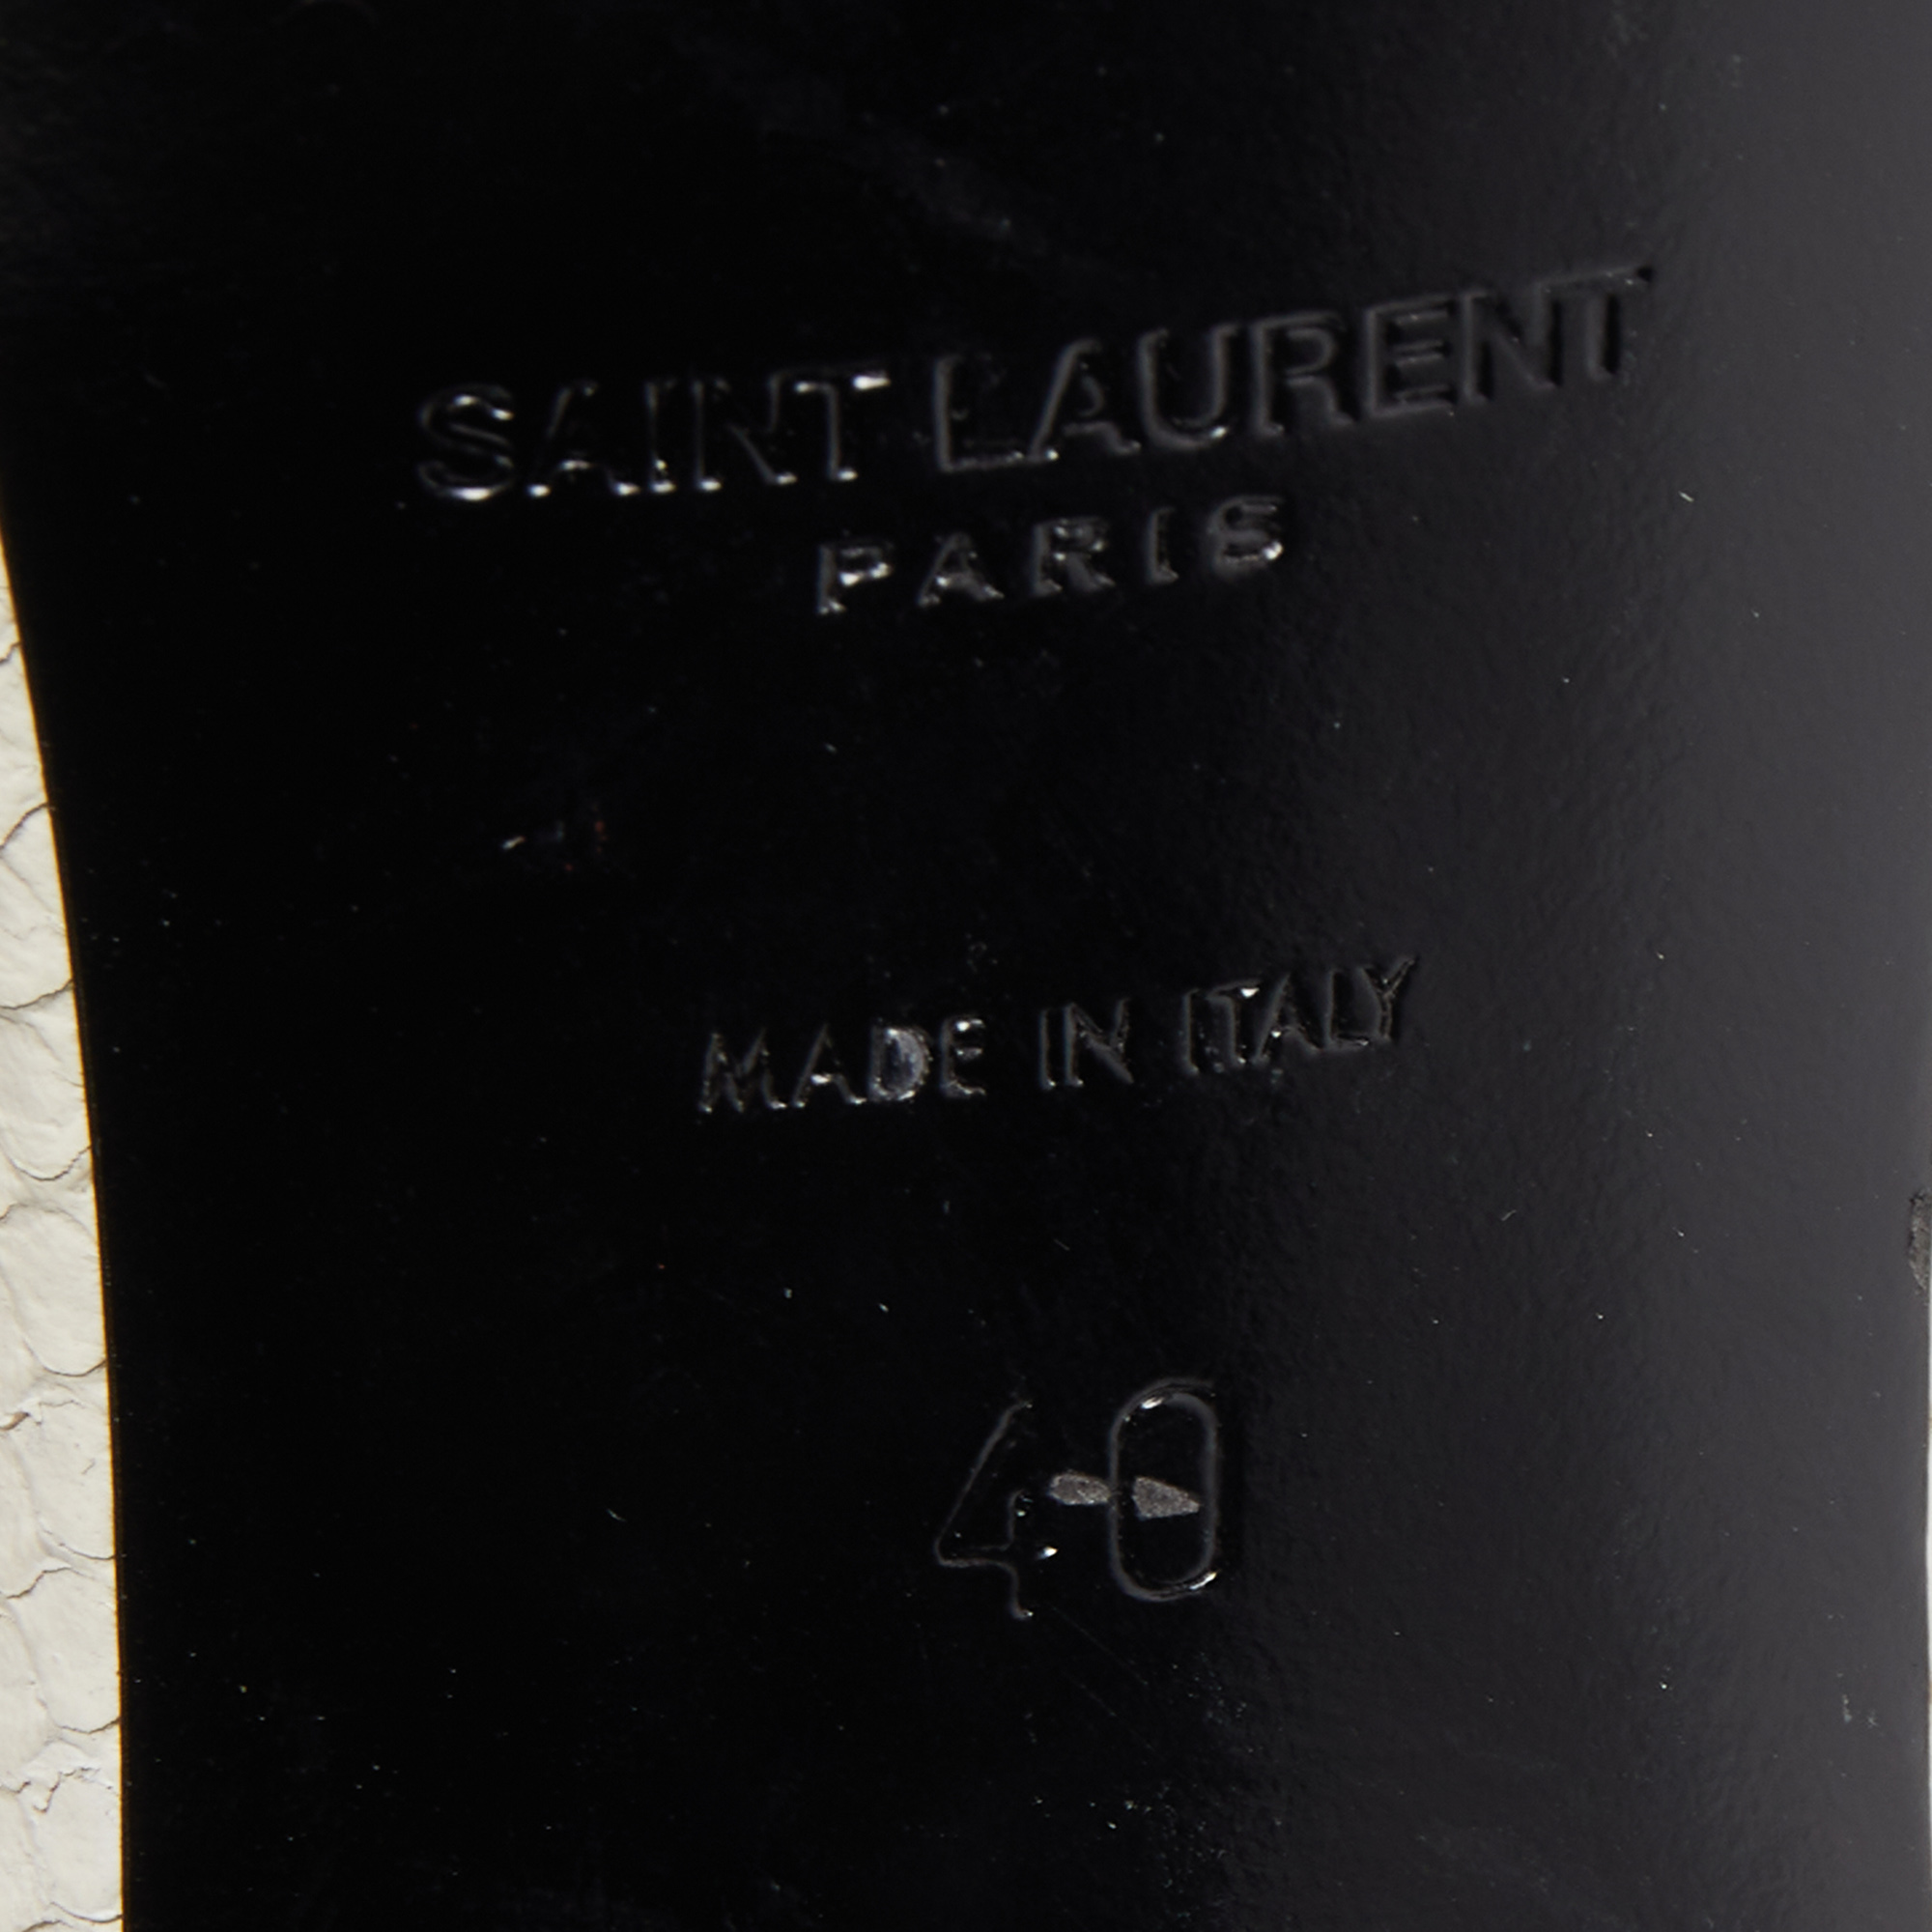 SAINT LAURENT
PARIS
MADE IN ITALY
40